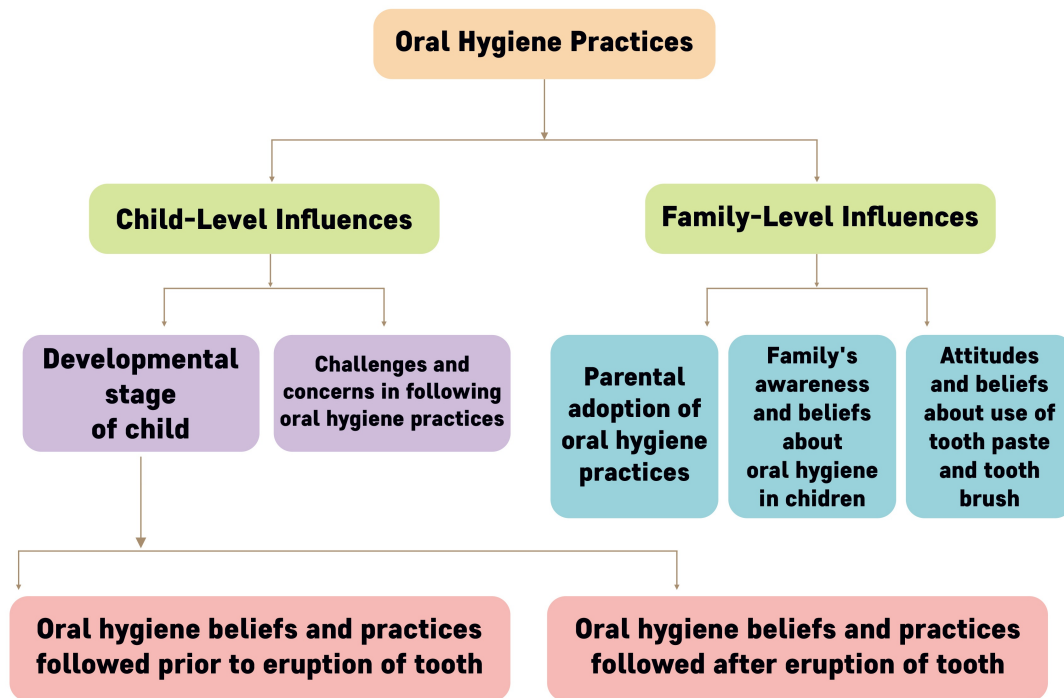 Oral Hygiene Practices
Child-Level Influences
Family-Level Influences
Developmental
stage
of child
Challenges and
concerns in following
oral hygiene practices
Parental
adoption of
oral hygiene
practices
Family's
awareness
and beliefs
about
oral hygiene
in chidren
Attitudes
and beliefs
about use of
tooth paste
and tooth
brush
Oral hygiene beliefs and practices
followed prior to eruption of tooth
Oral hygiene beliefs and practices
followed after eruption of tooth